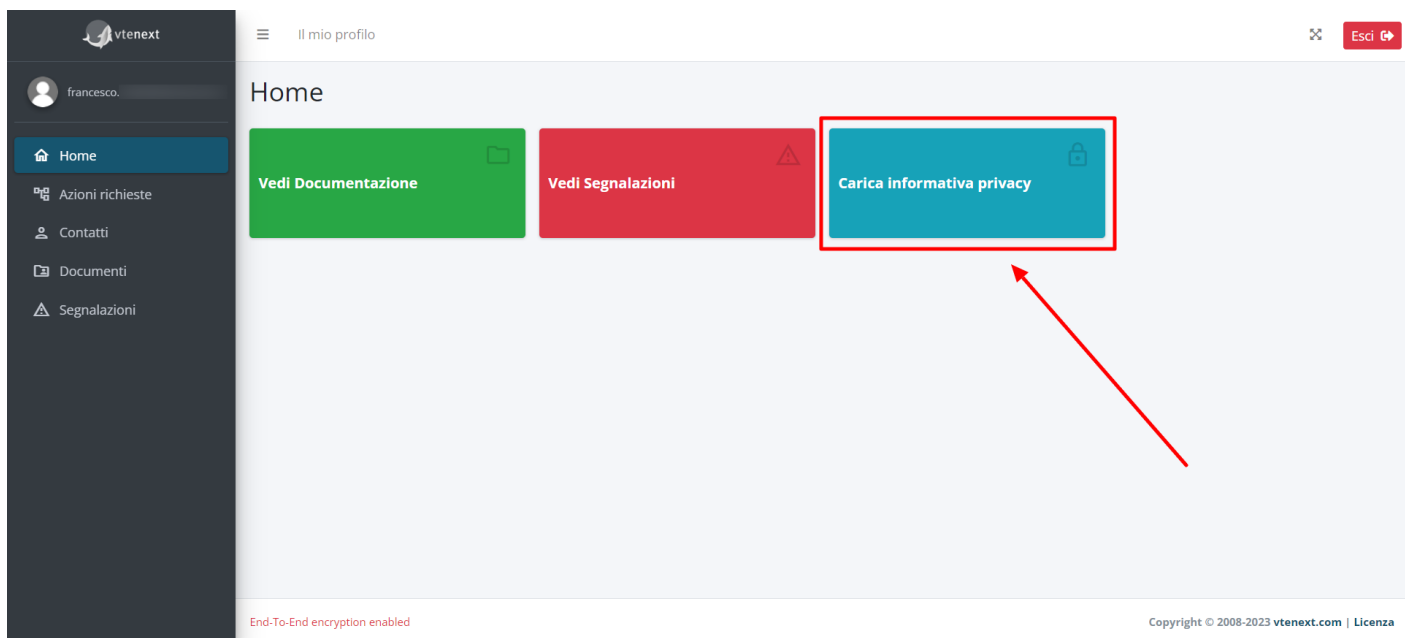 vtenext
Il mio profilo
Esci
francesco.
Home
Home
Azioni richieste
Contatti
Documenti
Segnalazioni
Vedi Documentazione
Vedi Segnalazioni
Carica informativa privacy
End-To-End encryption enabled
Copyright © 2008-2023 vtenext.com | Licenza